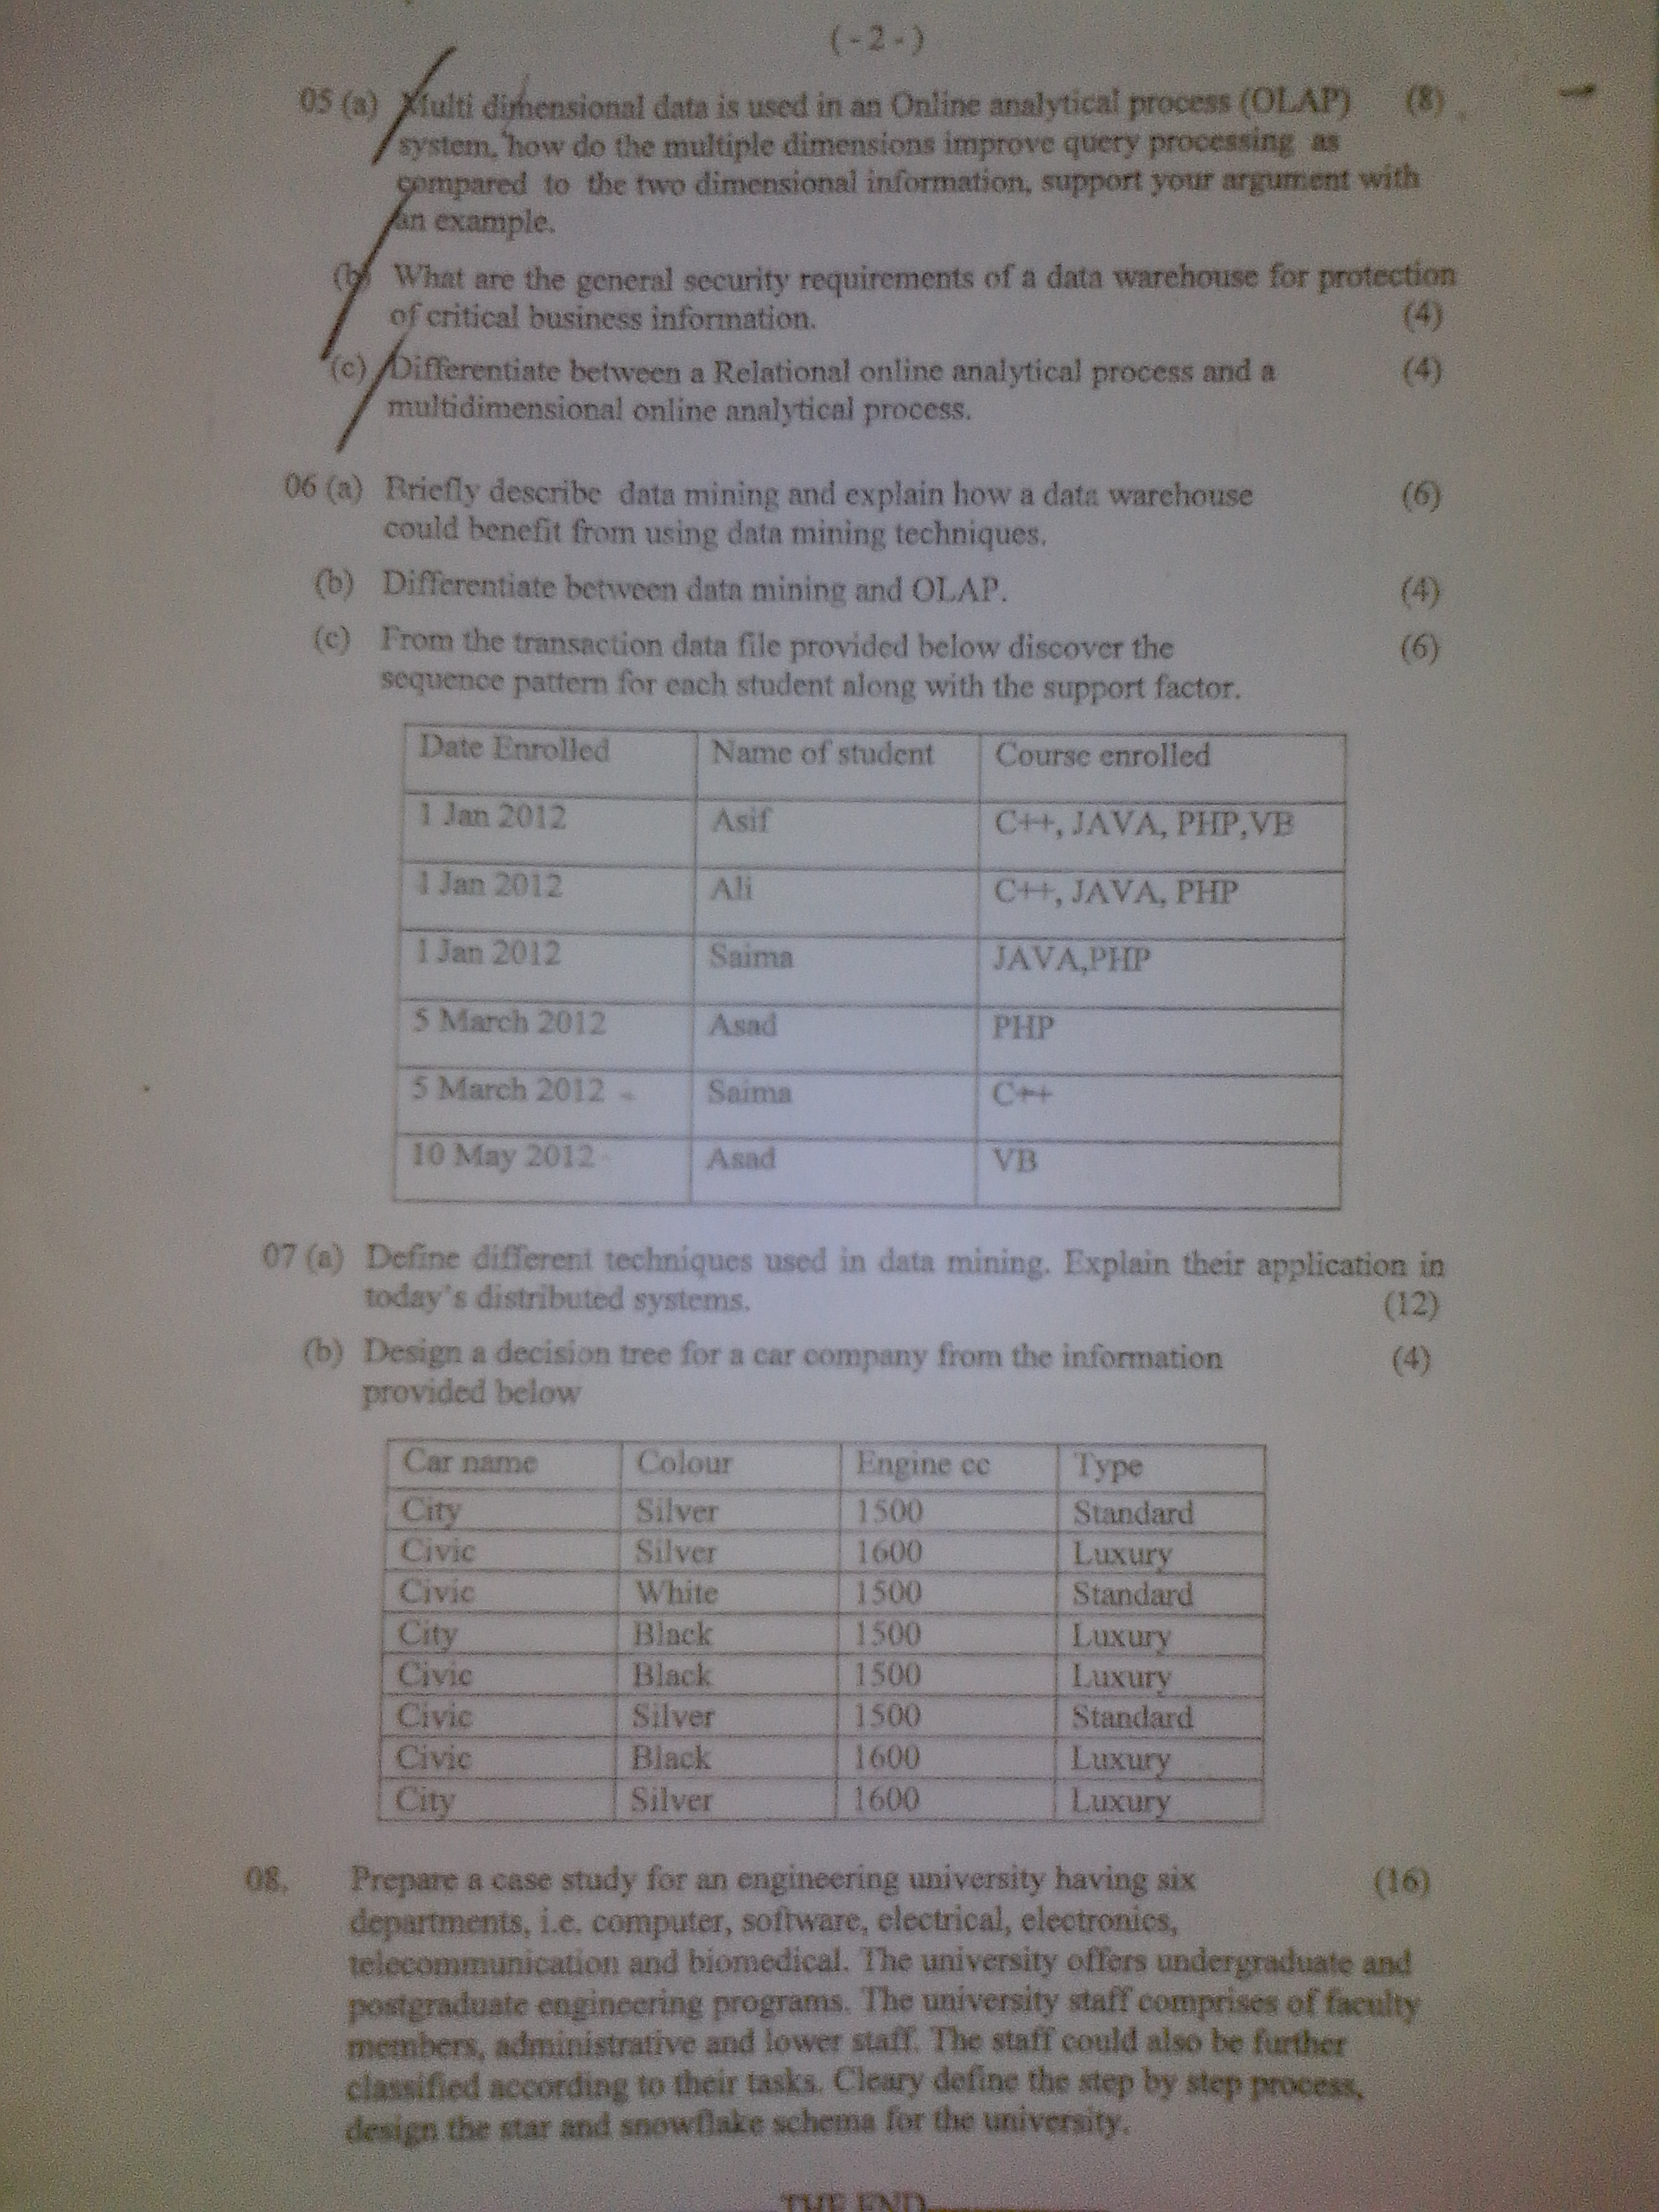 ( - 2 - )
05 (a) Multi dimensional data is used in an Online analytical process (OLAP) (8)
system, how do the multiple dimensions improve query processing as
compared to the two dimensional information, support your argument with
an example.
(b) What are the general security requirements of a data warehouse for protection
of critical business information. (4)
(c) Differentiate between a Relational online analytical process and a (4)
multidimensional online analytical process.
06 (a) Briefly describe data mining and explain how a data warehouse (6)
could benefit from using data mining techniques.
(b) Differentiate between data mining and OLAP. (4)
(c) From the transaction data file provided below discover the (6)
sequence pattern for each student along with the support factor.
Date Enrolled Name of student Course enrolled
1 Jan 2012 Asif C++, JAVA, PHP,VB
1 Jan 2012 Ali C++, JAVA, PHP
1 Jan 2012 Saima JAVA,PHP
5 March 2012 Asad PHP
5 March 2012 Saima C++
10 May 2012 Asad VB
07 (a) Define different techniques used in data mining. Explain their application in
today's distributed systems. (12)
(b) Design a decision tree for a car company from the information (4)
provided below
Car name Colour Engine cc Type
City Silver 1500 Standard
Civic Silver 1600 Luxury
Civic White 1500 Standard
City Black 1500 Luxury
Civic Black 1500 Luxury
Civic Silver 1500 Standard
Civic Black 1600 Luxury
City Silver 1600 Luxury
08. Prepare a case study for an engineering university having six (16)
departments, i.e. computer, software, electrical, electronics,
telecommunication and biomedical. The university offers undergraduate and
postgraduate engineering programs. The university staff comprises of faculty
members, administrative and lower staff. The staff could also be further
classified according to their tasks. Cleary define the step by step process,
design the star and snowflake schema for the university.
THE END